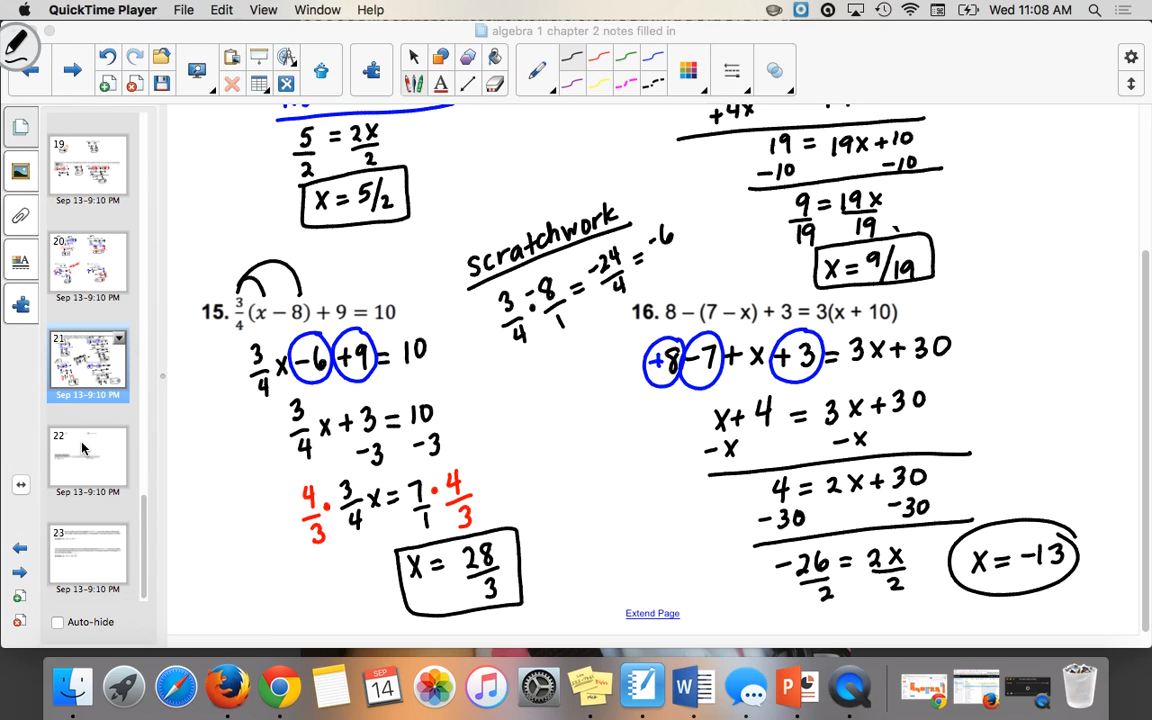 QuickTime Player File Edit View Window Help
Wed 11:08 AM
algebra 1 chapter 2 notes filled in
19
Sep 13–9:10 PM
20
Sep 13–9:10 PM
21
Sep 13–9:10 PM
22
Sep 13–9:10 PM
23
Sep 13–9:10 PM
Auto-hide
5/2 = 2x/2
x = 5/2
+4x
19 = 19x+10
-10 -10
9/19 = 19x/19
x = 9/19
scratchwork
3/4 · -8/1 = -24/4 = -6
15. 3/4(x − 8) + 9 = 10
3/4 x -6 +9 = 10
3/4 x + 3 = 10
-3 -3
4/3 · 3/4 x = 7/1 · 4/3
x = 28/3
16. 8 − (7 − x) + 3 = 3(x + 10)
+8 -7 + x +3 = 3x+30
x+4 = 3x+30
-x -x
4 = 2x+30
-30 -30
-26/2 = 2x/2
x = -13
Extend Page
SEP
14